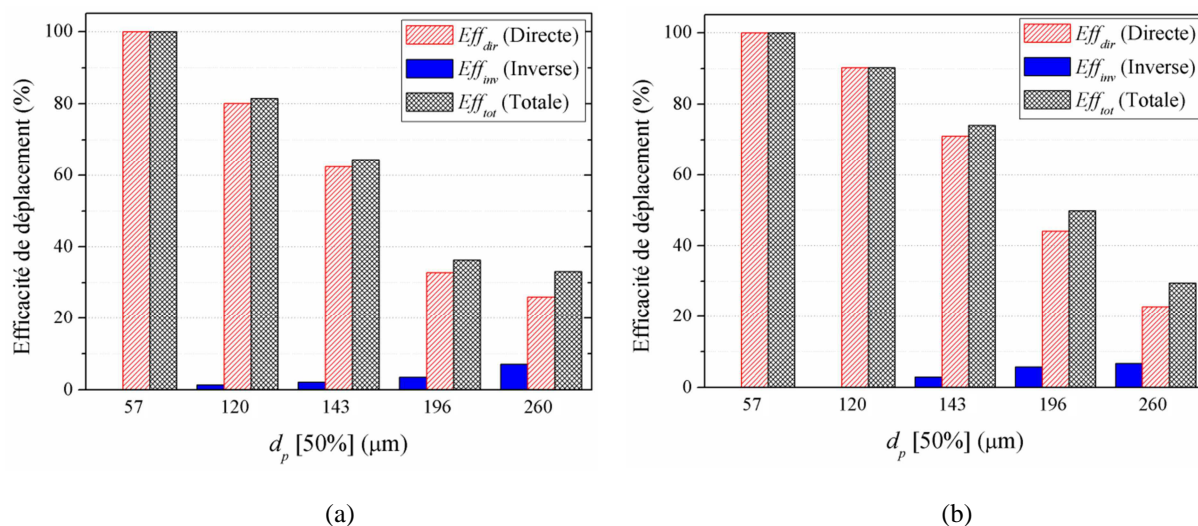 Efficacité de déplacement (%)
100
80
60
40
20
0
Eff_dir (Directe)
Eff_inv (Inverse)
Eff_tot (Totale)
57 120 143 196 260
d_p [50%] (μm)
(a)
Efficacité de déplacement (%)
100
80
60
40
20
0
Eff_dir (Directe)
Eff_inv (Inverse)
Eff_tot (Totale)
57 120 143 196 260
d_p [50%] (μm)
(b)